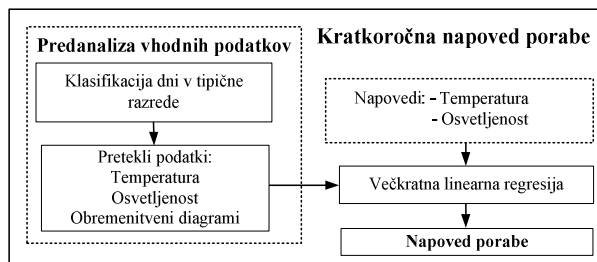 Kratkoročna napoved porabe
Predanaliza vhodnih podatkov
Klasifikacija dni v tipične
razrede
Pretekli podatki:
Temperatura
Osvetljenost
Obremenitveni diagrami
Napovedi: - Temperatura
- Osvetljenost
Večkratna linearna regresija
Napoved porabe